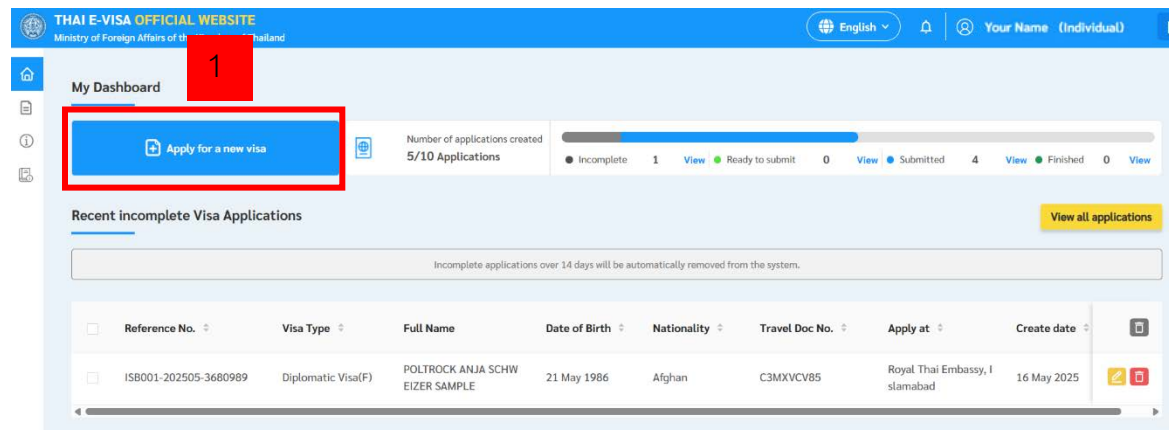 THAI E-VISA OFFICIAL WEBSITE
Ministry of Foreign Affairs of the Thailand
English
Your Name (Individual)
1
My Dashboard
Apply for a new visa
Number of applications created
5/10 Applications
Incomplete 1 View Ready to submit 0 View Submitted 4 View Finished 0 View
Recent incomplete Visa Applications
View all applications
Incomplete applications over 14 days will be automatically removed from the system.
Reference No. Visa Type Full Name Date of Birth Nationality Travel Doc No. Apply at Create date
ISB001-202505-3680989 Diplomatic Visa(F) POLTROCK ANJA SCHW 21 May 1986 Afghan C3MXVCV85 Royal Thai Embassy, I 16 May 2025
EIZER SAMPLE slamabad